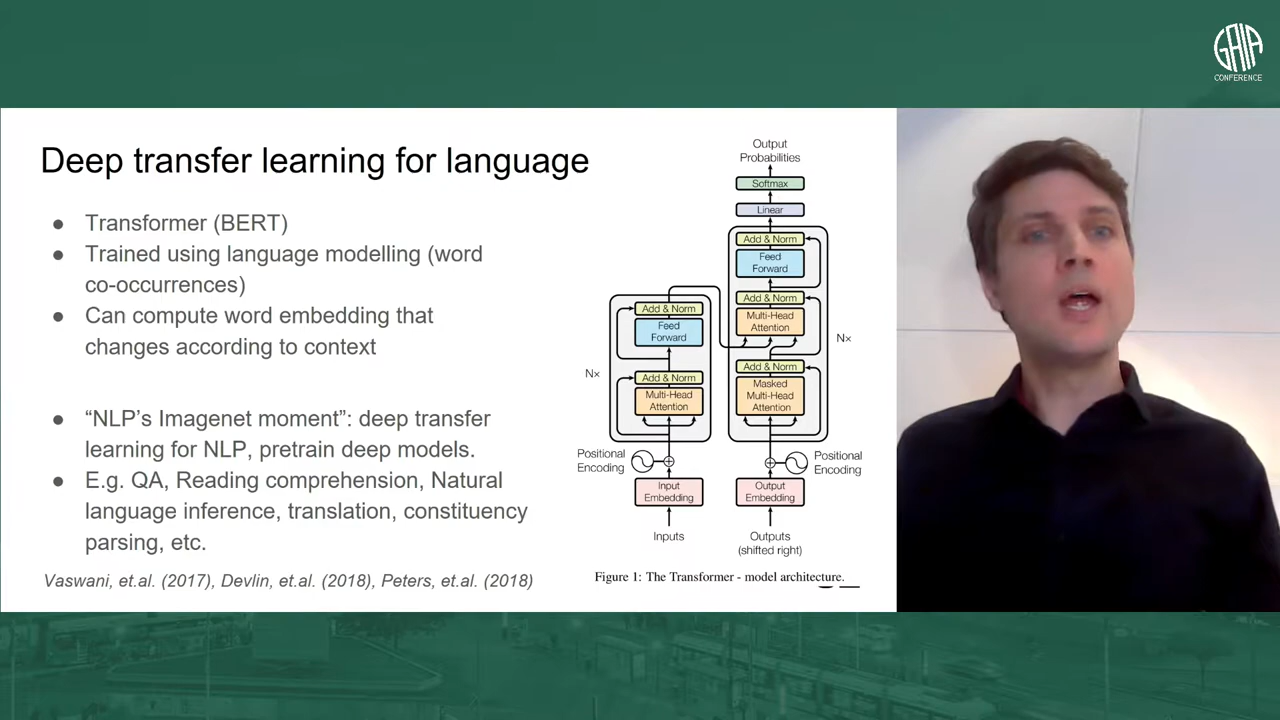 GAIA
CONFERENCE
Deep transfer learning for language
● Transformer (BERT)
● Trained using language modelling (word
co-occurrences)
● Can compute word embedding that
changes according to context
● “NLP’s Imagenet moment”: deep transfer
learning for NLP, pretrain deep models.
● E.g. QA, Reading comprehension, Natural
language inference, translation, constituency
parsing, etc.
Vaswani, et.al. (2017), Devlin, et.al. (2018), Peters, et.al. (2018)
Output
Probabilities
Softmax
Linear
Add & Norm
Feed
Forward
Add & Norm
Multi-Head
Attention
Nx
Add & Norm
Masked
Multi-Head
Attention
Add & Norm
Feed
Forward
Nx
Add & Norm
Multi-Head
Attention
Positional
Encoding
Positional
Encoding
Input
Embedding
Output
Embedding
Inputs
Outputs
(shifted right)
Figure 1: The Transformer - model architecture.